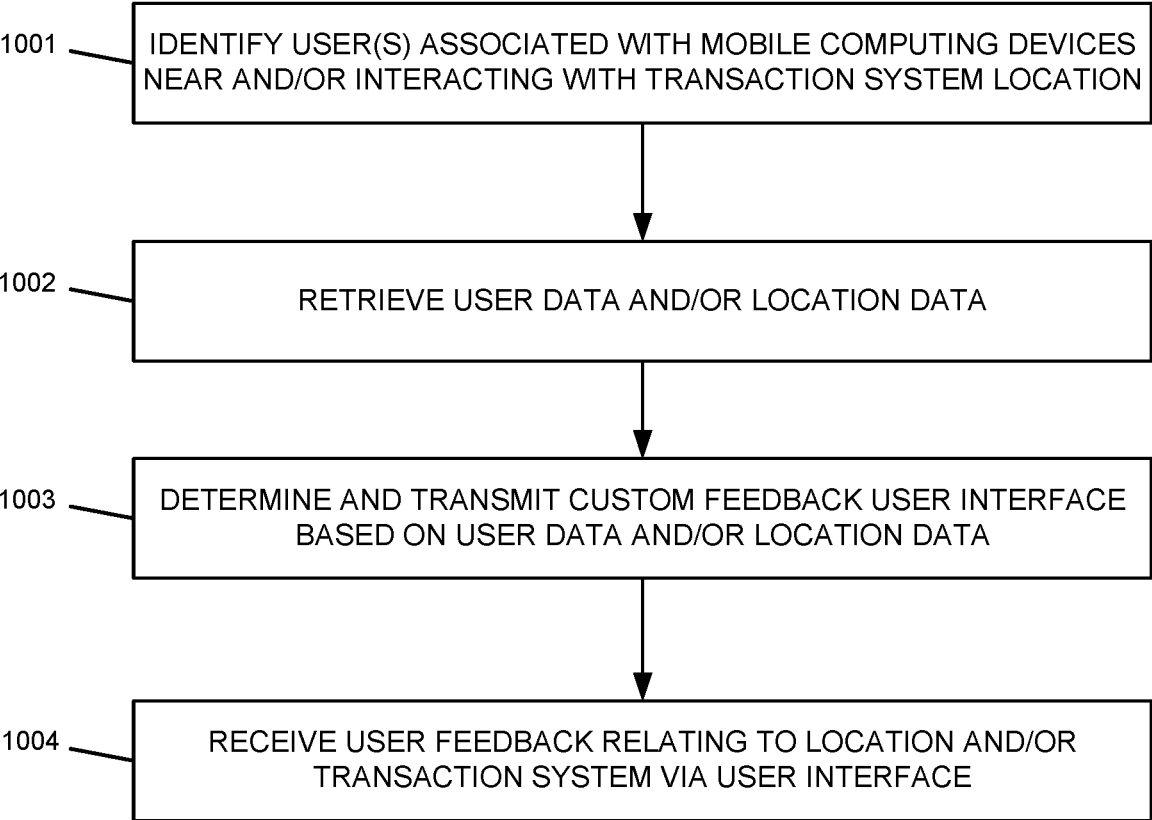 1001
IDENTIFY USER(S) ASSOCIATED WITH MOBILE COMPUTING DEVICES
NEAR AND/OR INTERACTING WITH TRANSACTION SYSTEM LOCATION
1002
RETRIEVE USER DATA AND/OR LOCATION DATA
1003
DETERMINE AND TRANSMIT CUSTOM FEEDBACK USER INTERFACE
BASED ON USER DATA AND/OR LOCATION DATA
1004
RECEIVE USER FEEDBACK RELATING TO LOCATION AND/OR
TRANSACTION SYSTEM VIA USER INTERFACE